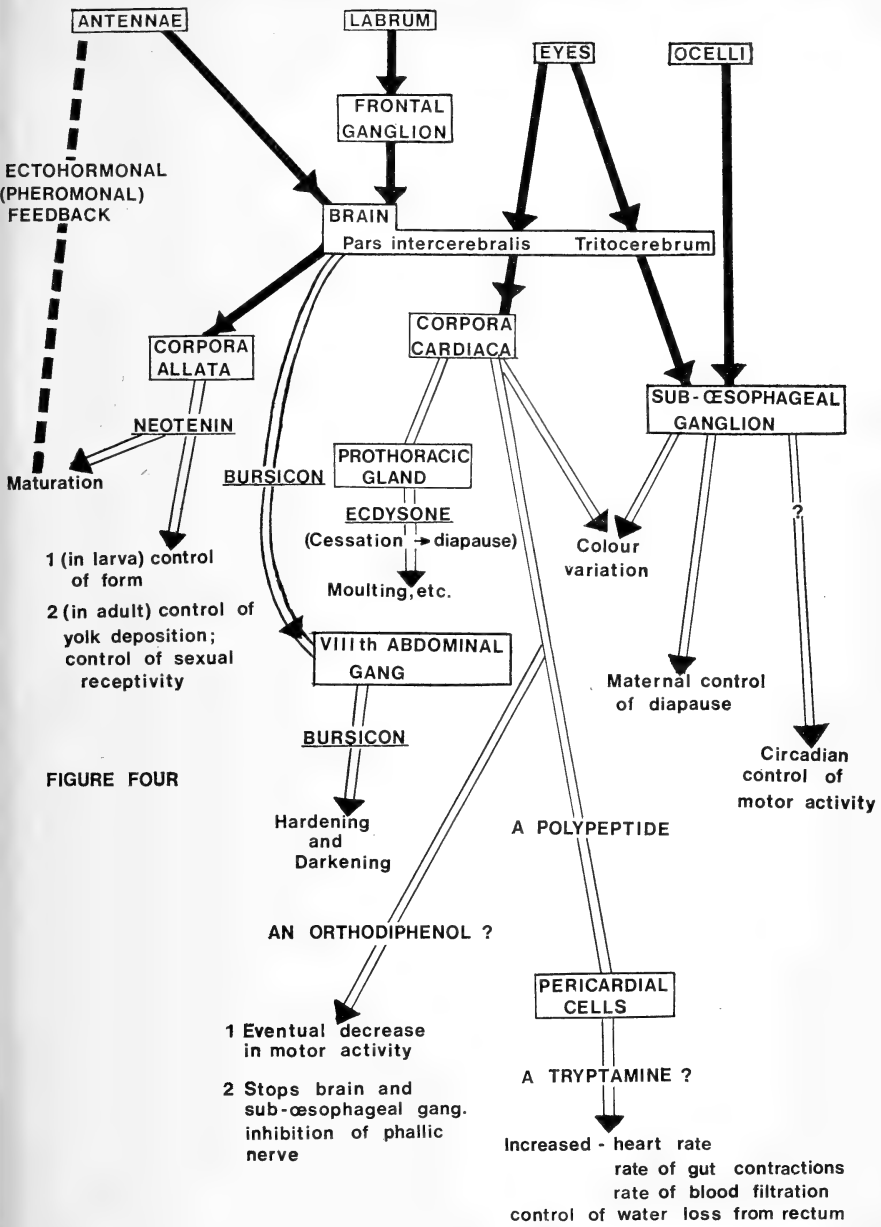 ANTENNAE
LABRUM
EYES
OCELLI
FRONTAL
GANGLION
ECTOHORMONAL
(PHEROMONAL)
FEEDBACK
BRAIN
Pars intercerebralis Tritocerebrum
CORPORA
ALLATA
CORPORA
CARDIACA
SUB-ŒSOPHAGEAL
GANGLION
NEOTENIN
Maturation
BURSICON
PROTHORACIC
GLAND
ECDYSONE
(Cessation → diapause)
Moulting, etc.
Colour
variation
?
1 (in larva) control
of form
2 (in adult) control of
yolk deposition;
control of sexual
receptivity
VIIIth ABDOMINAL
GANG
BURSICON
Hardening
and
Darkening
Maternal control
of diapause
Circadian
control of
motor activity
FIGURE FOUR
A POLYPEPTIDE
AN ORTHODIPHENOL ?
1 Eventual decrease
in motor activity
2 Stops brain and
sub-œsophageal gang.
inhibition of phallic
nerve
PERICARDIAL
CELLS
A TRYPTAMINE ?
Increased - heart rate
rate of gut contractions
rate of blood filtration
control of water loss from rectum